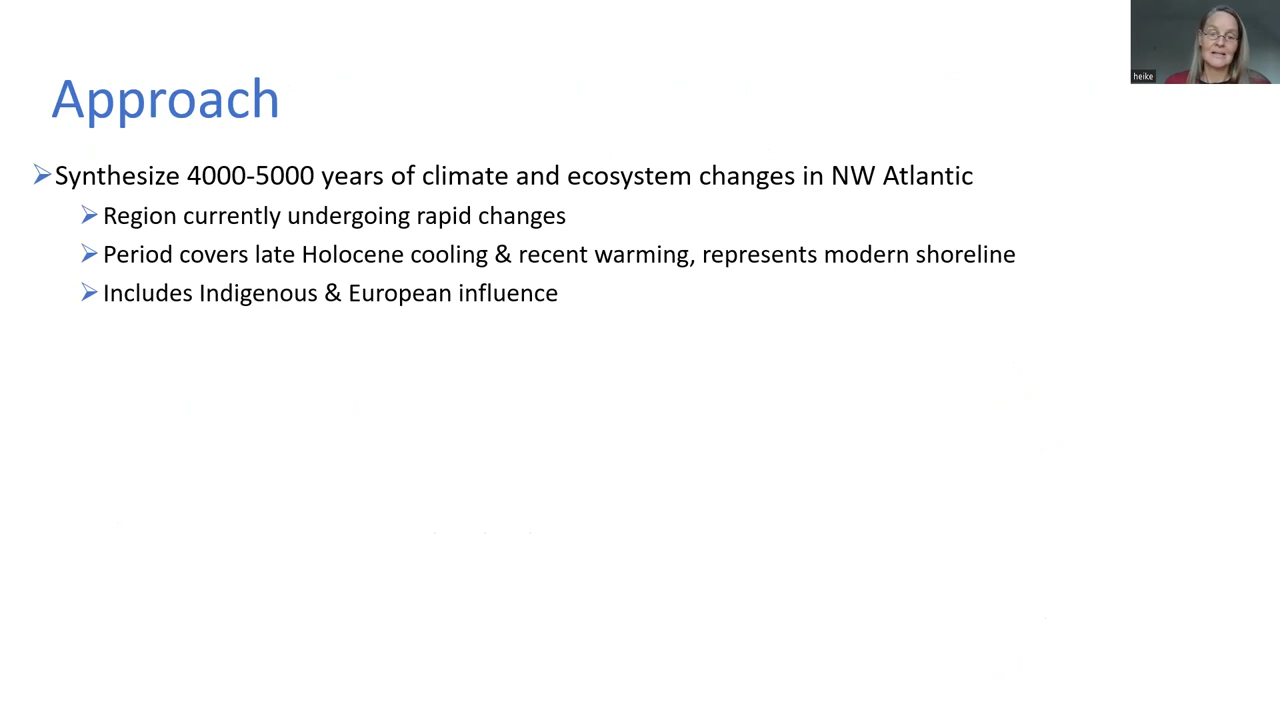 heike
Approach
Synthesize 4000-5000 years of climate and ecosystem changes in NW Atlantic
Region currently undergoing rapid changes
Period covers late Holocene cooling & recent warming, represents modern shoreline
Includes Indigenous & European influence